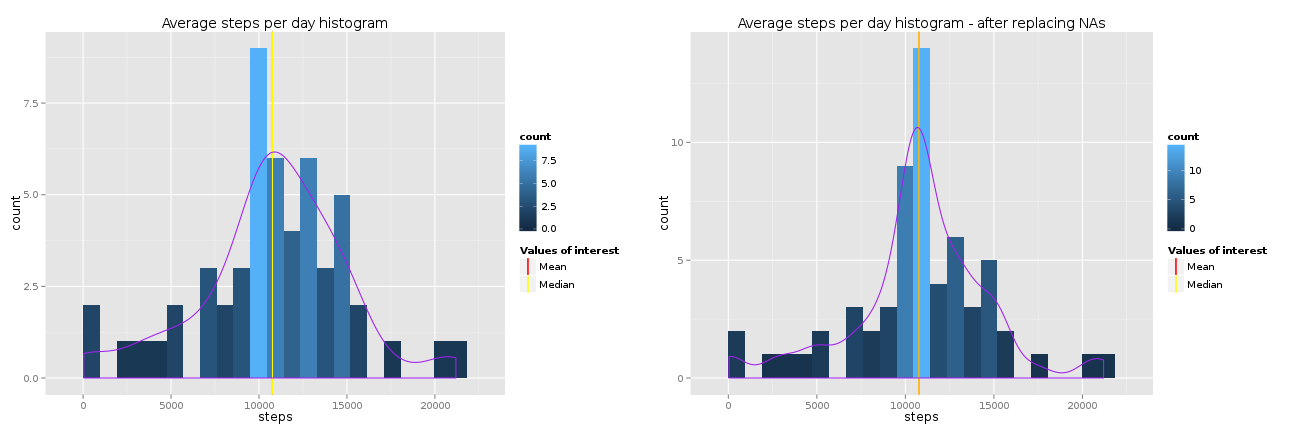 Average steps per day histogram
7.5
5.0
2.5
0.0
count
0
5000
10000
15000
20000
steps
count
7.5
5.0
2.5
0.0
Values of interest
Mean
Median
Average steps per day histogram - after replacing NAs
10
5
0
count
0
5000
10000
15000
20000
steps
count
10
5
0
Values of interest
Mean
Median